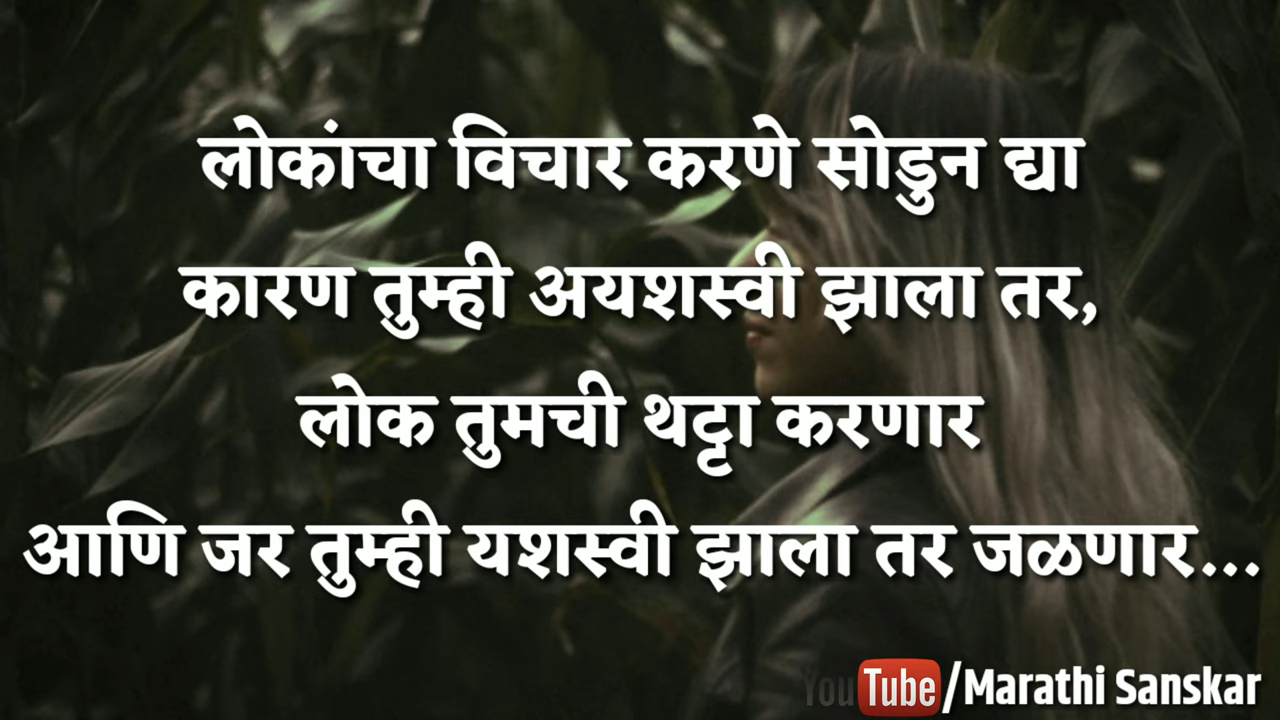 लोकांचा विचार करणे सोडुन द्या
कारण तुम्ही अयशस्वी झाला तर,
लोक तुमची थट्टा करणार
आणि जर तुम्ही यशस्वी झाला तर जळणार...
YouTube/Marathi Sanskar